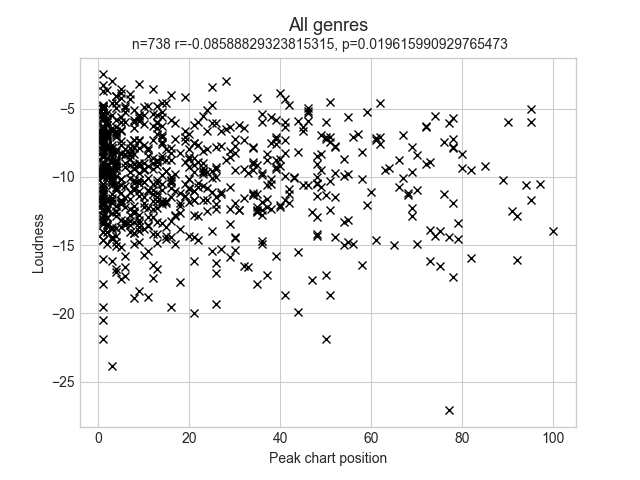 All genres
n=738 r=-0.08588829323815315, p=0.019615990929765473
Loudness
−5
−10
−15
−20
−25
0 20 40 60 80 100
Peak chart position